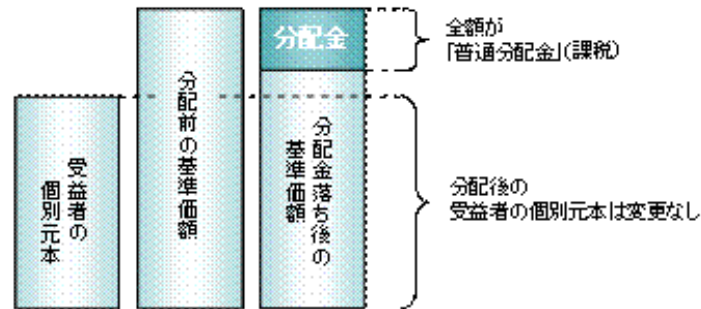 受益者の
個別元本
分配前の基準価額
分配金
分配金落ち後の
基準価額
全額が
「普通分配金」(課税)
分配後の
受益者の個別元本は変更なし